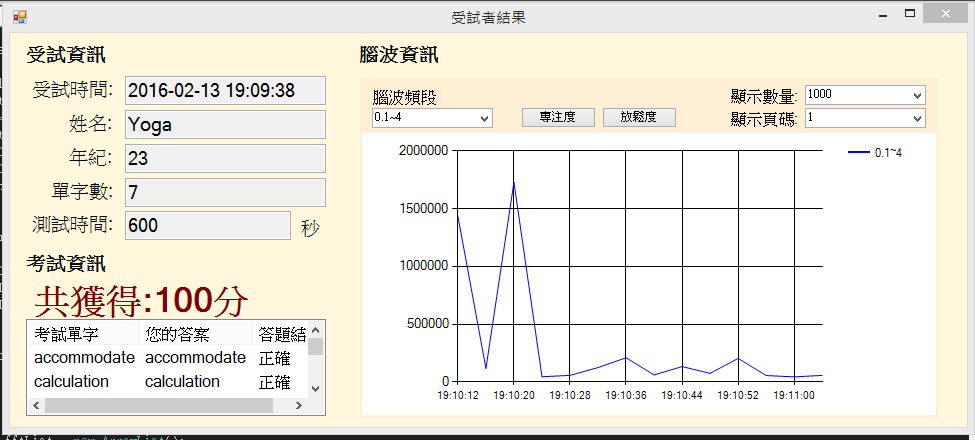 受試者結果
受試資訊
受試時間: 2016-02-13 19:09:38
姓名: Yoga
年紀: 23
單字數: 7
測試時間: 600 秒
考試資訊
共獲得:100分
考試單字 您的答案 答題結
accommodate accommodate 正確
calculation calculation 正確
腦波資訊
腦波頻段
0.1~4
專注度 放鬆度
顯示數量: 1000
顯示頁碼: 1
0.1~4
2000000
1500000
1000000
500000
0
19:10:12 19:10:20 19:10:28 19:10:36 19:10:44 19:10:52 19:11:00